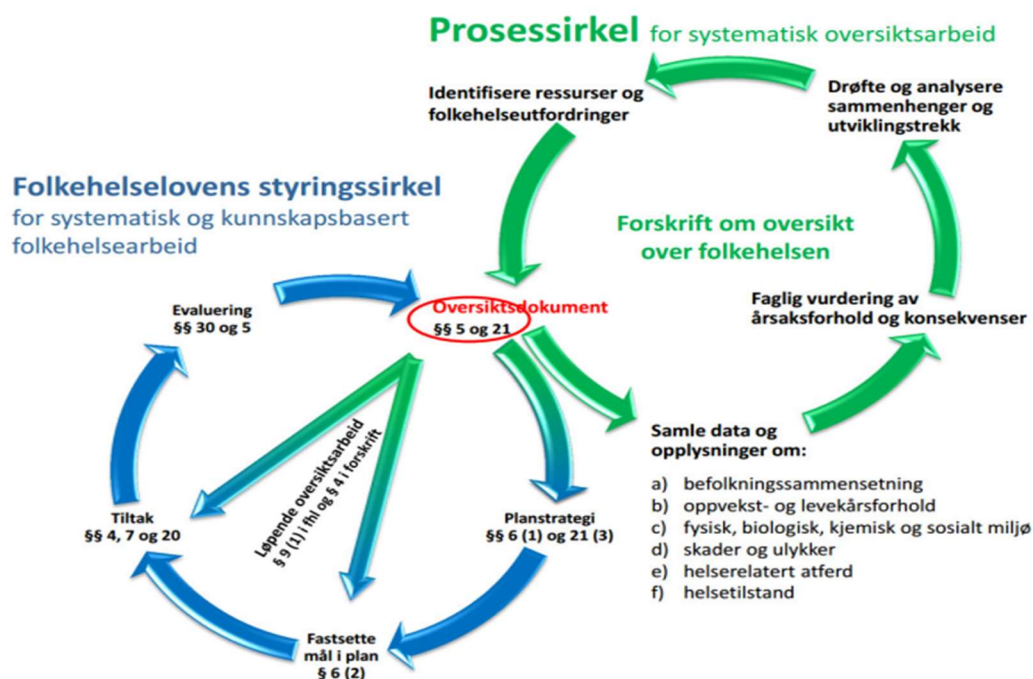 Prosessirkel for systematisk oversiktsarbeid
Identifisere ressurser og
folkehelseutfordringer
Drøfte og analysere
sammenhenger og
utviklingstrekk
Folkehelselovens styringssirkel
for systematisk og kunnskapsbasert
folkehelsearbeid
Forskrift om oversikt
over folkehelsen
Evaluering
§§ 30 og 5
Oversiktsdokument
§§ 5 og 21
Faglig vurdering av
årsaksforhold og konsekvenser
Samle data og
opplysninger om:
a) befolkningssammensetning
b) oppvekst- og levekårsforhold
c) fysisk, biologisk, kjemisk og sosialt miljø
d) skader og ulykker
e) helserelatert atferd
f) helsetilstand
Løpende oversiktsarbeid
§ 9 (1) i fhl og § 4 i forskrift
Tiltak
§§ 4, 7 og 20
Planstrategi
§§ 6 (1) og 21 (3)
Fastsette
mål i plan
§ 6 (2)